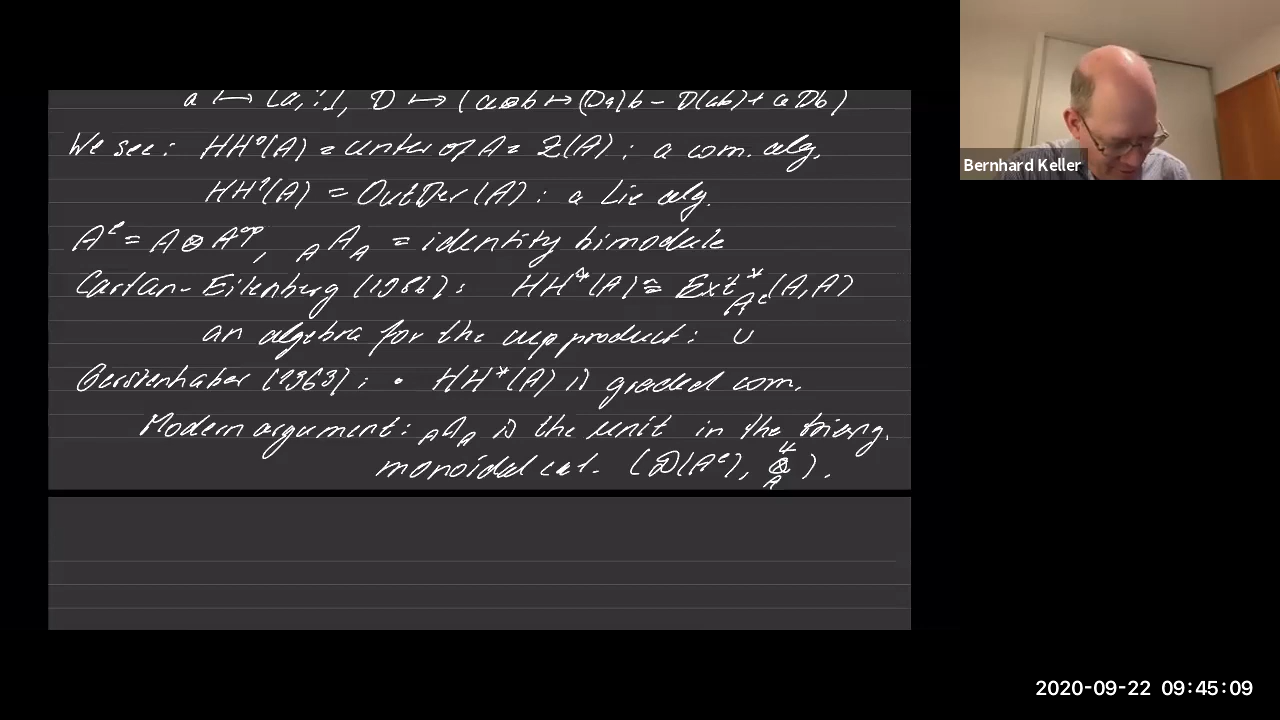 a ↦ [a,?], D ↦ (a⊗b ↦ (Da)b - D(ab) + aDb)
We see: HH⁰(A) = center of A = Z(A) : a com. alg.
HH¹(A) = OutDer(A) : a Lie alg.
Aᵉ = A ⊗ Aᵒᵖ, ₐAₐ = identity bimodule
Cartan-Eilenberg (1956): HH*(A) ≅ Ext*_{Aᵉ}(A,A)
an algebra for the cup product: ∪
Gerstenhaber (1963): • HH*(A) is graded com.
Modern argument: _A A_A is the unit in the triang.
monoidal cat. (D(Aᵉ), ⊗^L_A).
Bernhard Keller
2020-09-22 09:45:09